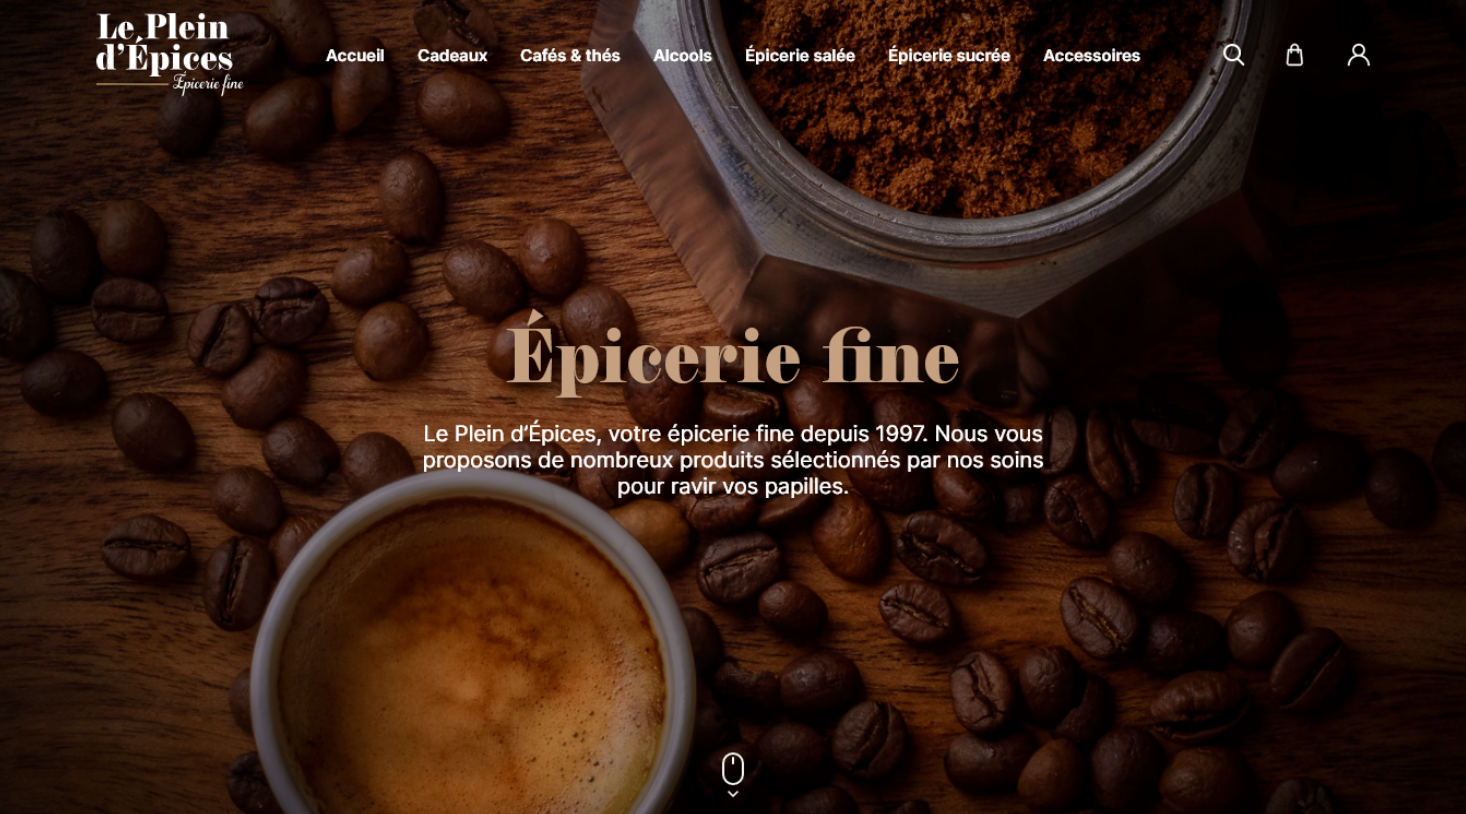 Le Plein
d'Épices
Épicerie fine
Accueil
Cadeaux
Cafés & thés
Alcools
Épicerie salée
Épicerie sucrée
Accessoires
Épicerie fine
Le Plein d'Épices, votre épicerie fine depuis 1997. Nous vous
proposons de nombreux produits sélectionnés par nos soins
pour ravir vos papilles.